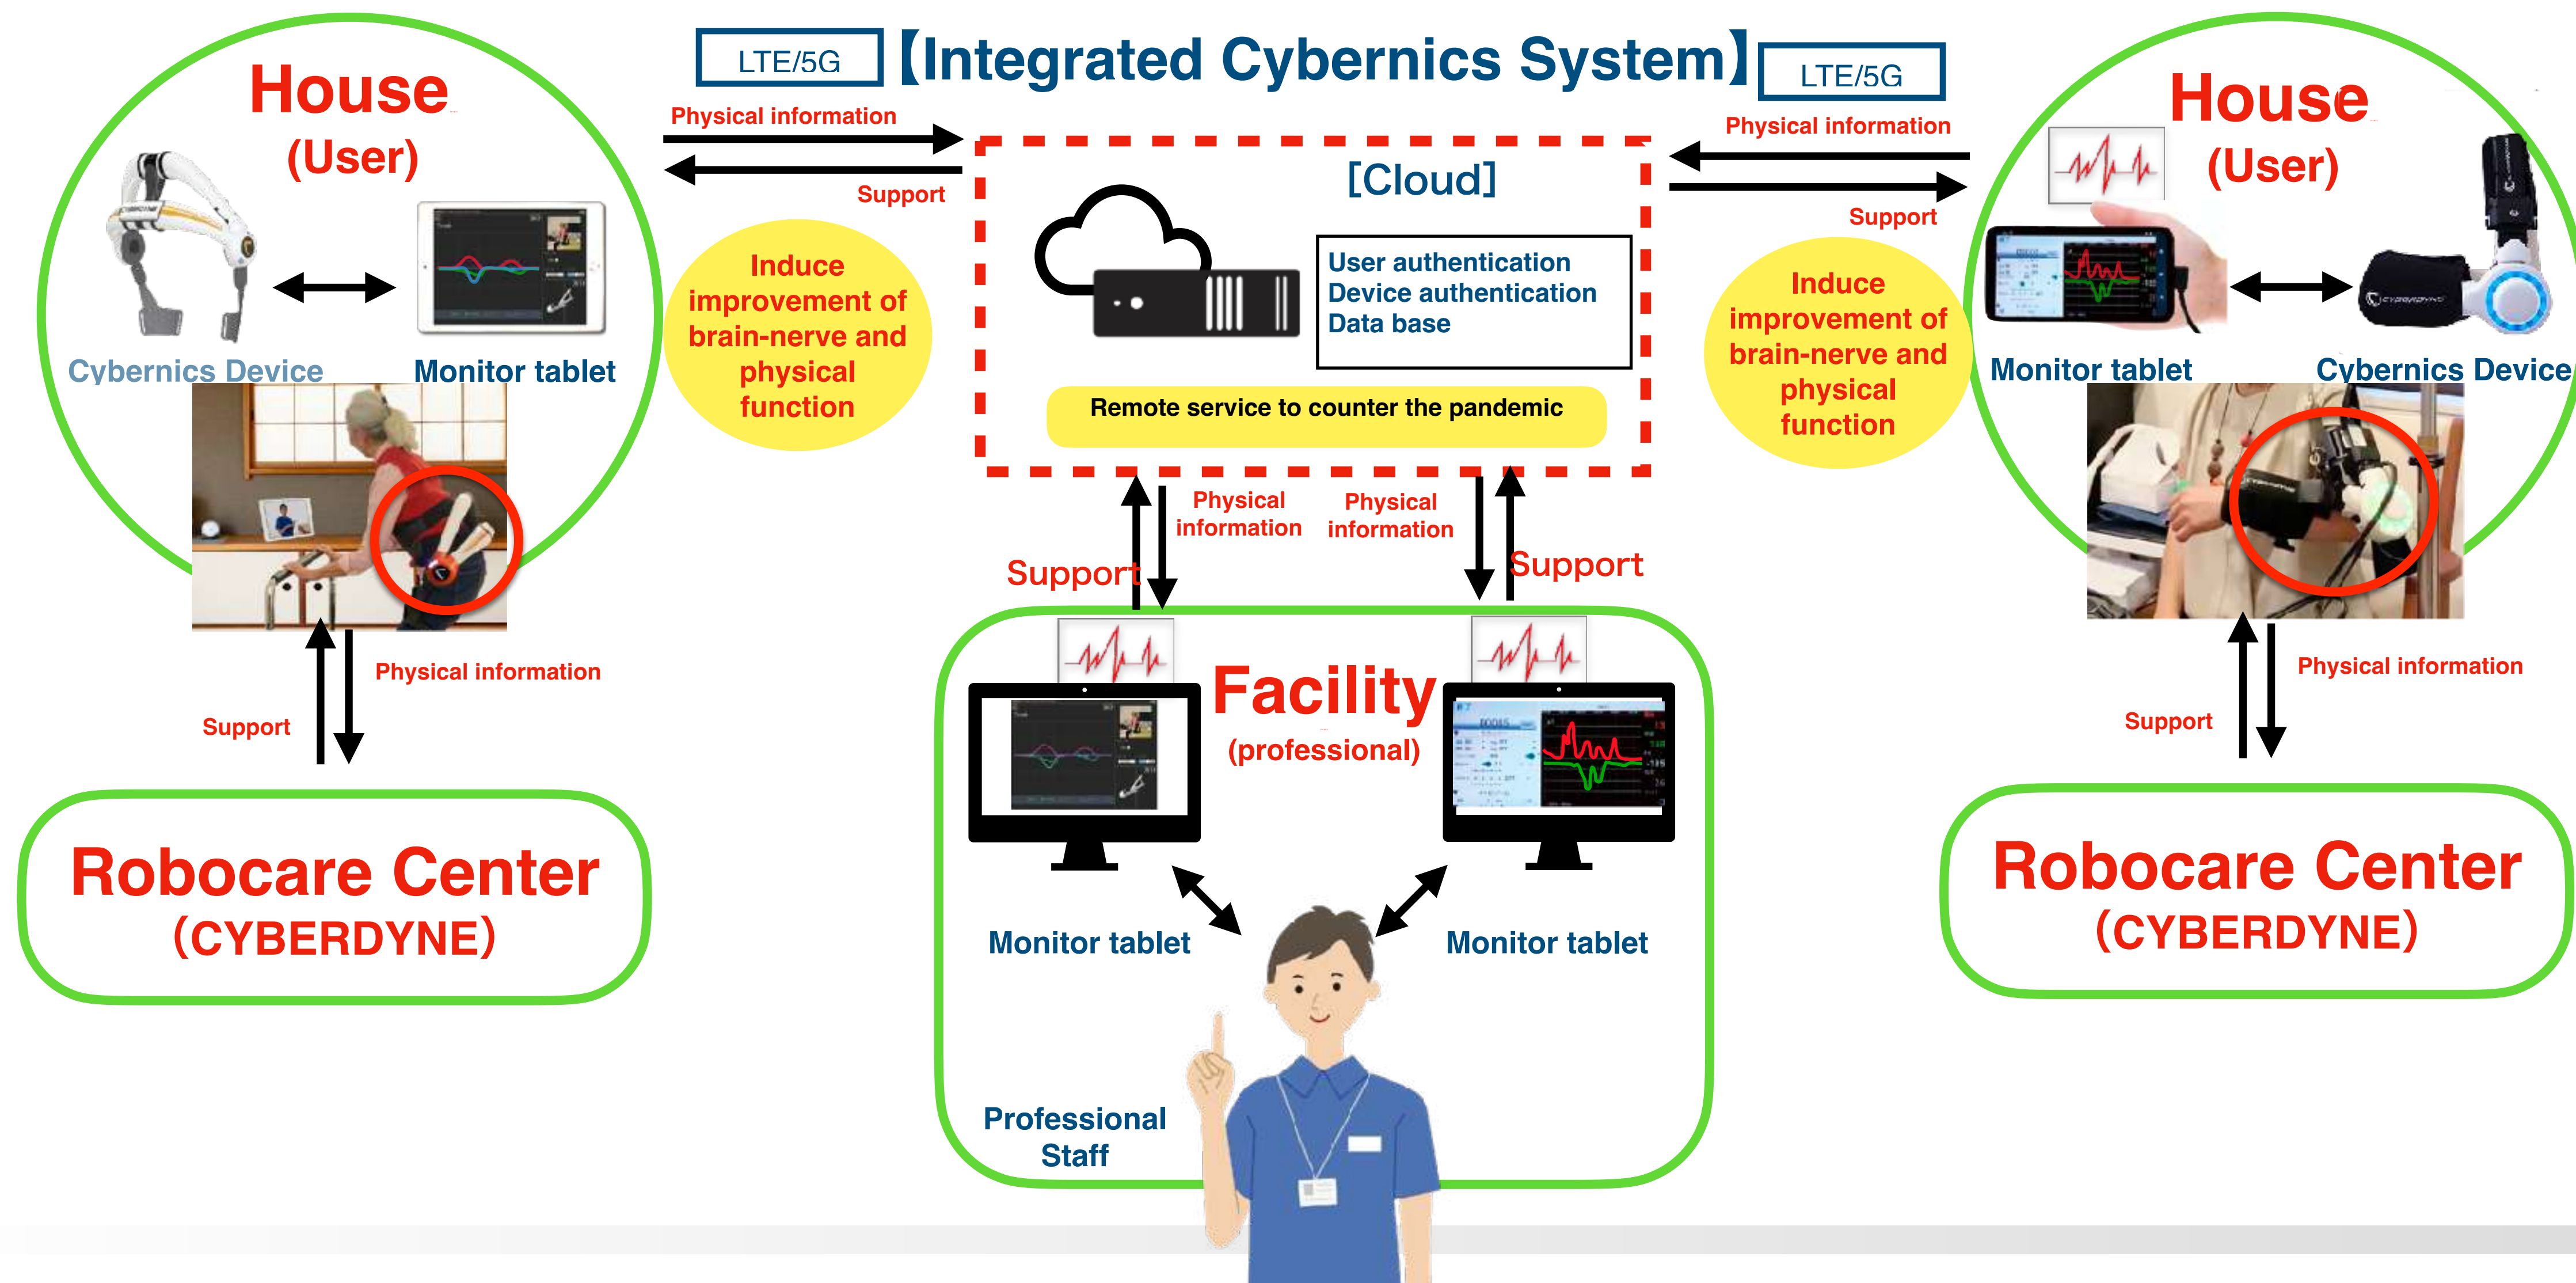 LTE/5G
【Integrated Cybernics System】
LTE/5G
House
(User)
Cybernics Device
Monitor tablet
Physical information
Support
Induce
improvement of
brain-nerve and
physical
function
[Cloud]
User authentication
Device authentication
Data base
Remote service to counter the pandemic
Physical information
Support
Induce
improvement of
brain-nerve and
physical
function
House
(User)
CYBERDYNE
Monitor tablet
Cybernics Device
Physical
information
Physical
information
Support
Support
Physical information
Support
Robocare Center
（CYBERDYNE）
Facility
(professional)
Monitor tablet
Monitor tablet
Professional
Staff
Physical information
Support
Robocare Center
（CYBERDYNE）